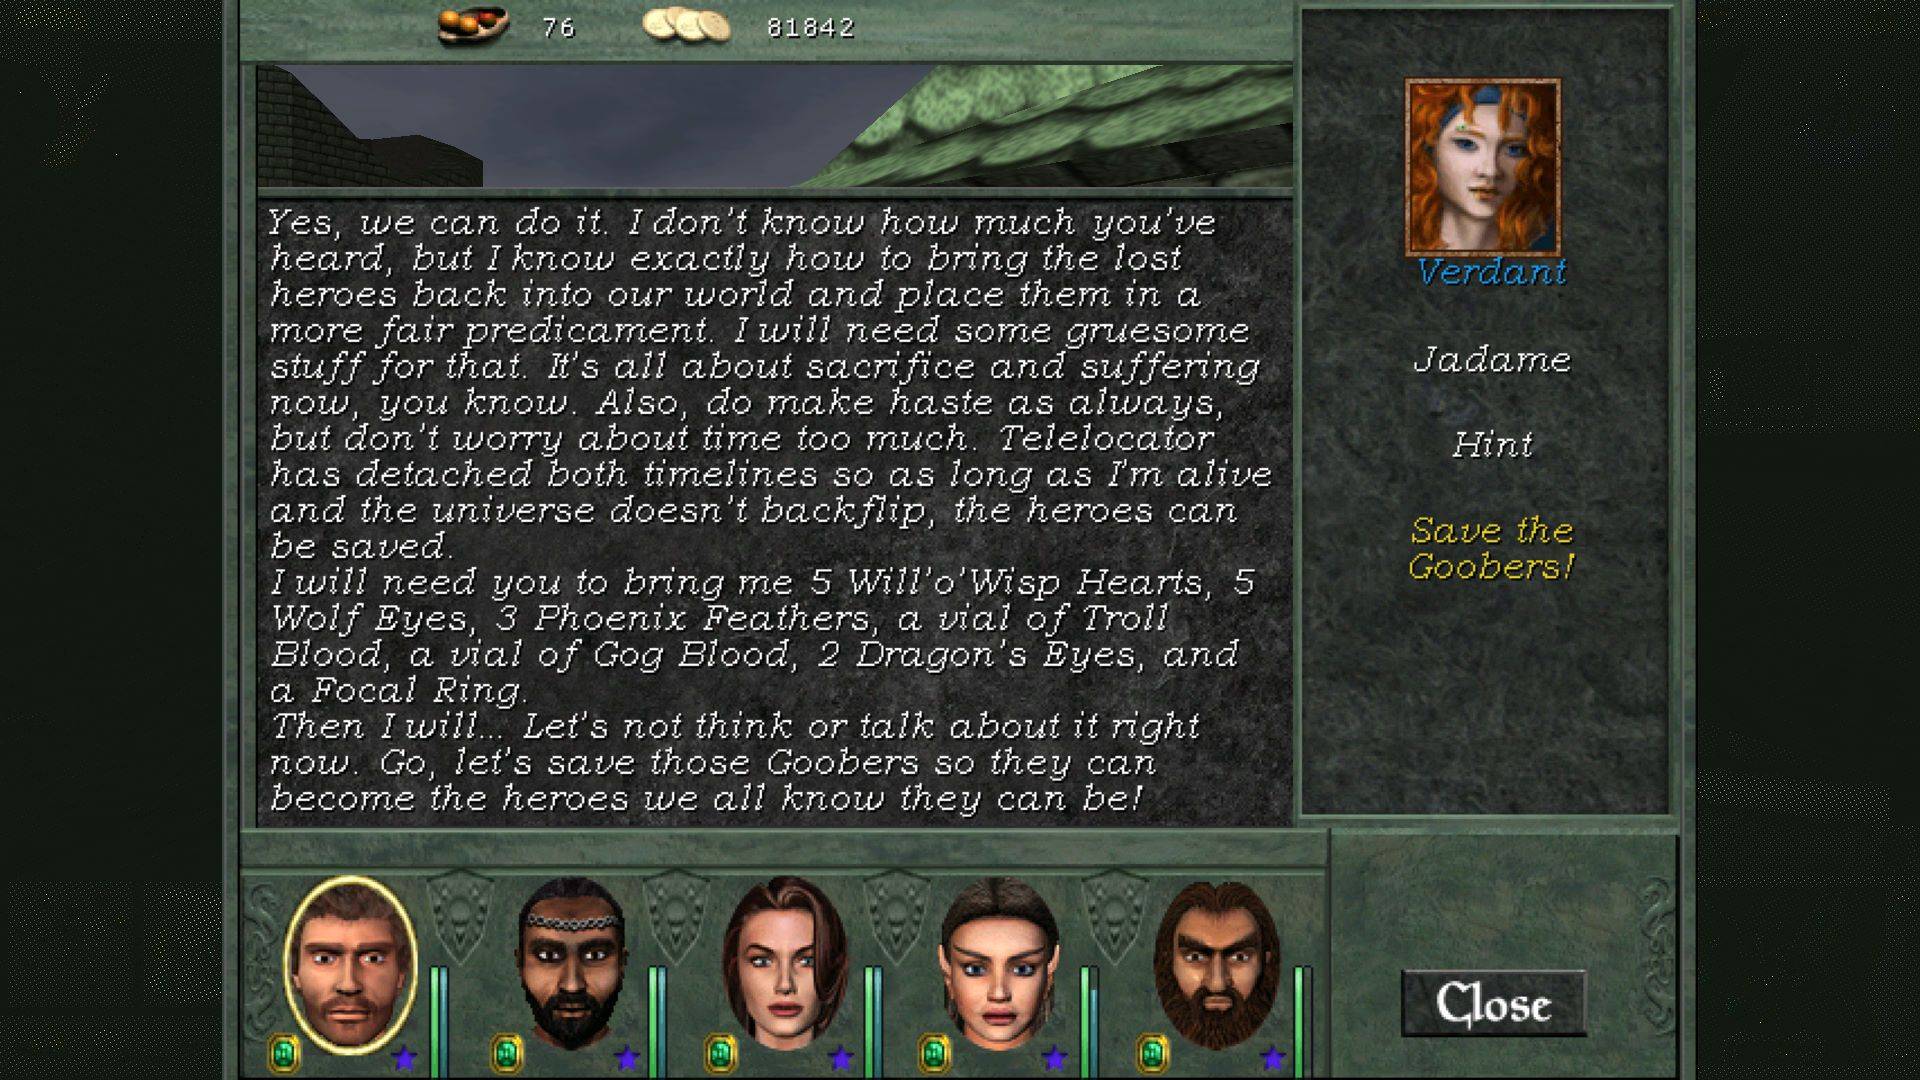 76 81842
Yes, we can do it. I don't know how much you've
heard, but I know exactly how to bring the lost
heroes back into our world and place them in a
more fair predicament. I will need some gruesome
stuff for that. It's all about sacrifice and suffering
now, you know. Also, do make haste as always,
but don't worry about time too much. Telelocator
has detached both timelines so as long as I'm alive
and the universe doesn't backflip, the heroes can
be saved.
I will need you to bring me 5 Will'o'Wisp Hearts, 5
Wolf Eyes, 3 Phoenix Feathers, a vial of Troll
Blood, a vial of Gog Blood, 2 Dragon's Eyes, and
a Focal Ring.
Then I will... Let's not think or talk about it right
now. Go, let's save those Goobers so they can
become the heroes we all know they can be!
Verdant
Jadame
Hint
Save the
Goobers!
Close